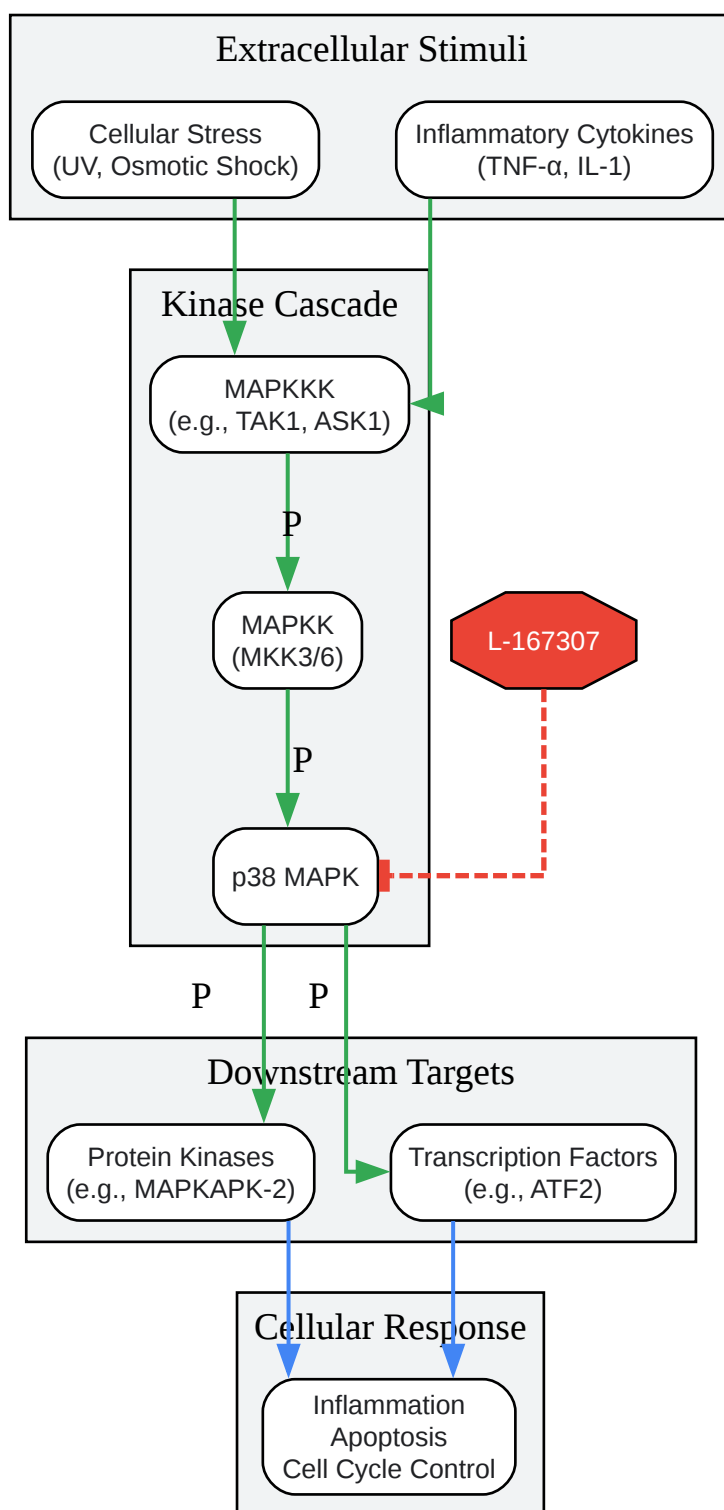 Extracellular Stimuli
Cellular Stress
(UV, Osmotic Shock)
Inflammatory Cytokines
(TNF-α, IL-1)
Kinase Cascade
MAPKKK
(e.g., TAK1, ASK1)
P
MAPKK
(MKK3/6)
L-167307
P
p38 MAPK
P
P
Downstream Targets
Protein Kinases
(e.g., MAPKAPK-2)
Transcription Factors
(e.g., ATF2)
Cellular Response
Inflammation
Apoptosis
Cell Cycle Control